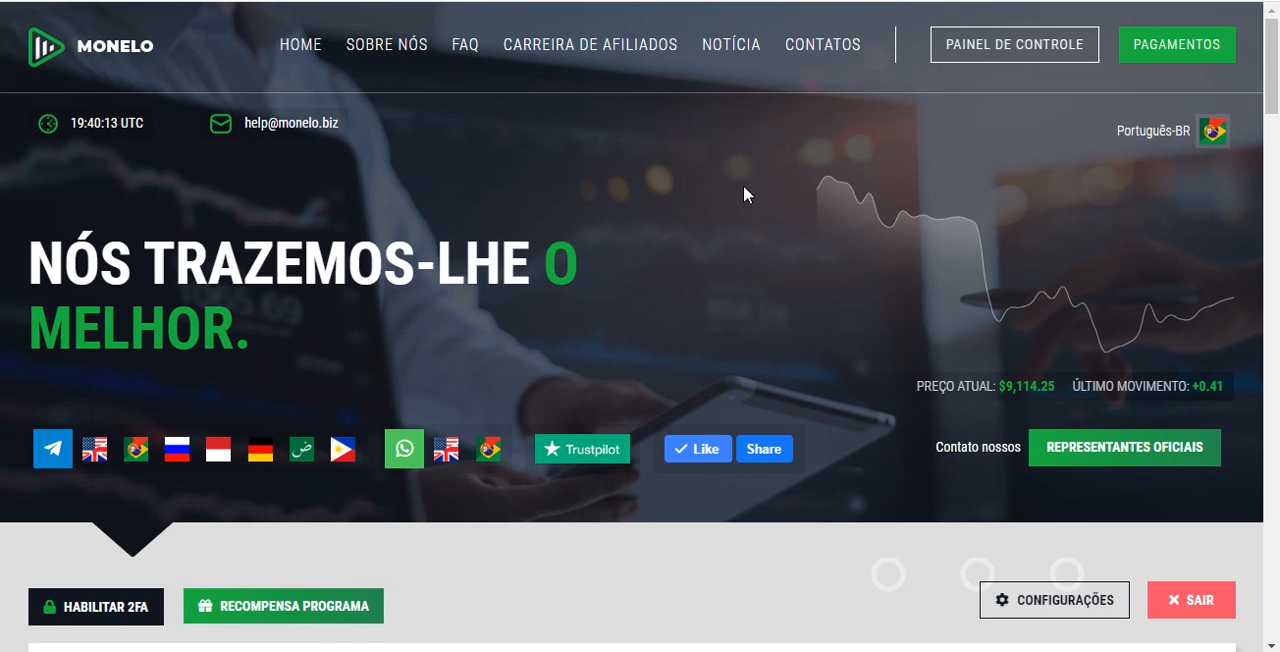 MONELO
HOME SOBRE NÓS FAQ CARREIRA DE AFILIADOS NOTÍCIA CONTATOS PAINEL DE CONTROLE PAGAMENTOS
19:40:13 UTC help@monelo.biz
Português-BR
NÓS TRAZEMOS-LHE O
MELHOR.
PREÇO ATUAL: $9,114.25 ÚLTIMO MOVIMENTO: +0.41
Trustpilot Like Share Contato nossos REPRESENTANTES OFICIAIS
HABILITAR 2FA RECOMPENSA PROGRAMA CONFIGURAÇÕES SAIR